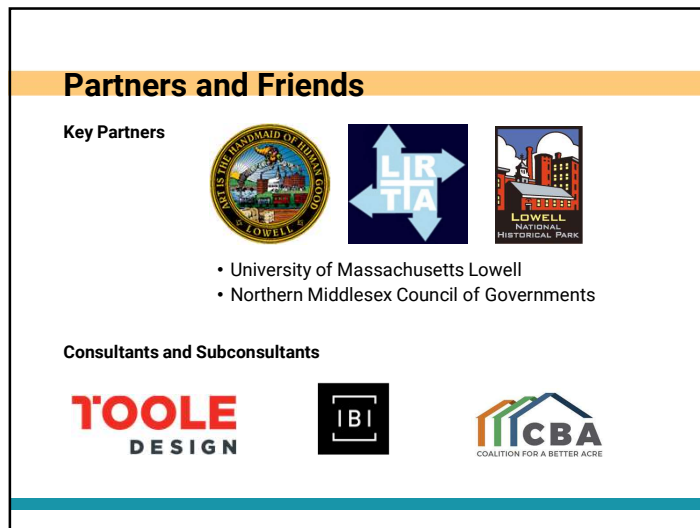 Partners and Friends
Key Partners
ART IS THE HANDMAID OF HUMAN GOOD
LOWELL
LR
TA
LOWELL
NATIONAL
HISTORICAL PARK
• University of Massachusetts Lowell
• Northern Middlesex Council of Governments
Consultants and Subconsultants
TOOLE
DESIGN
IBI
CBA
COALITION FOR A BETTER ACRE